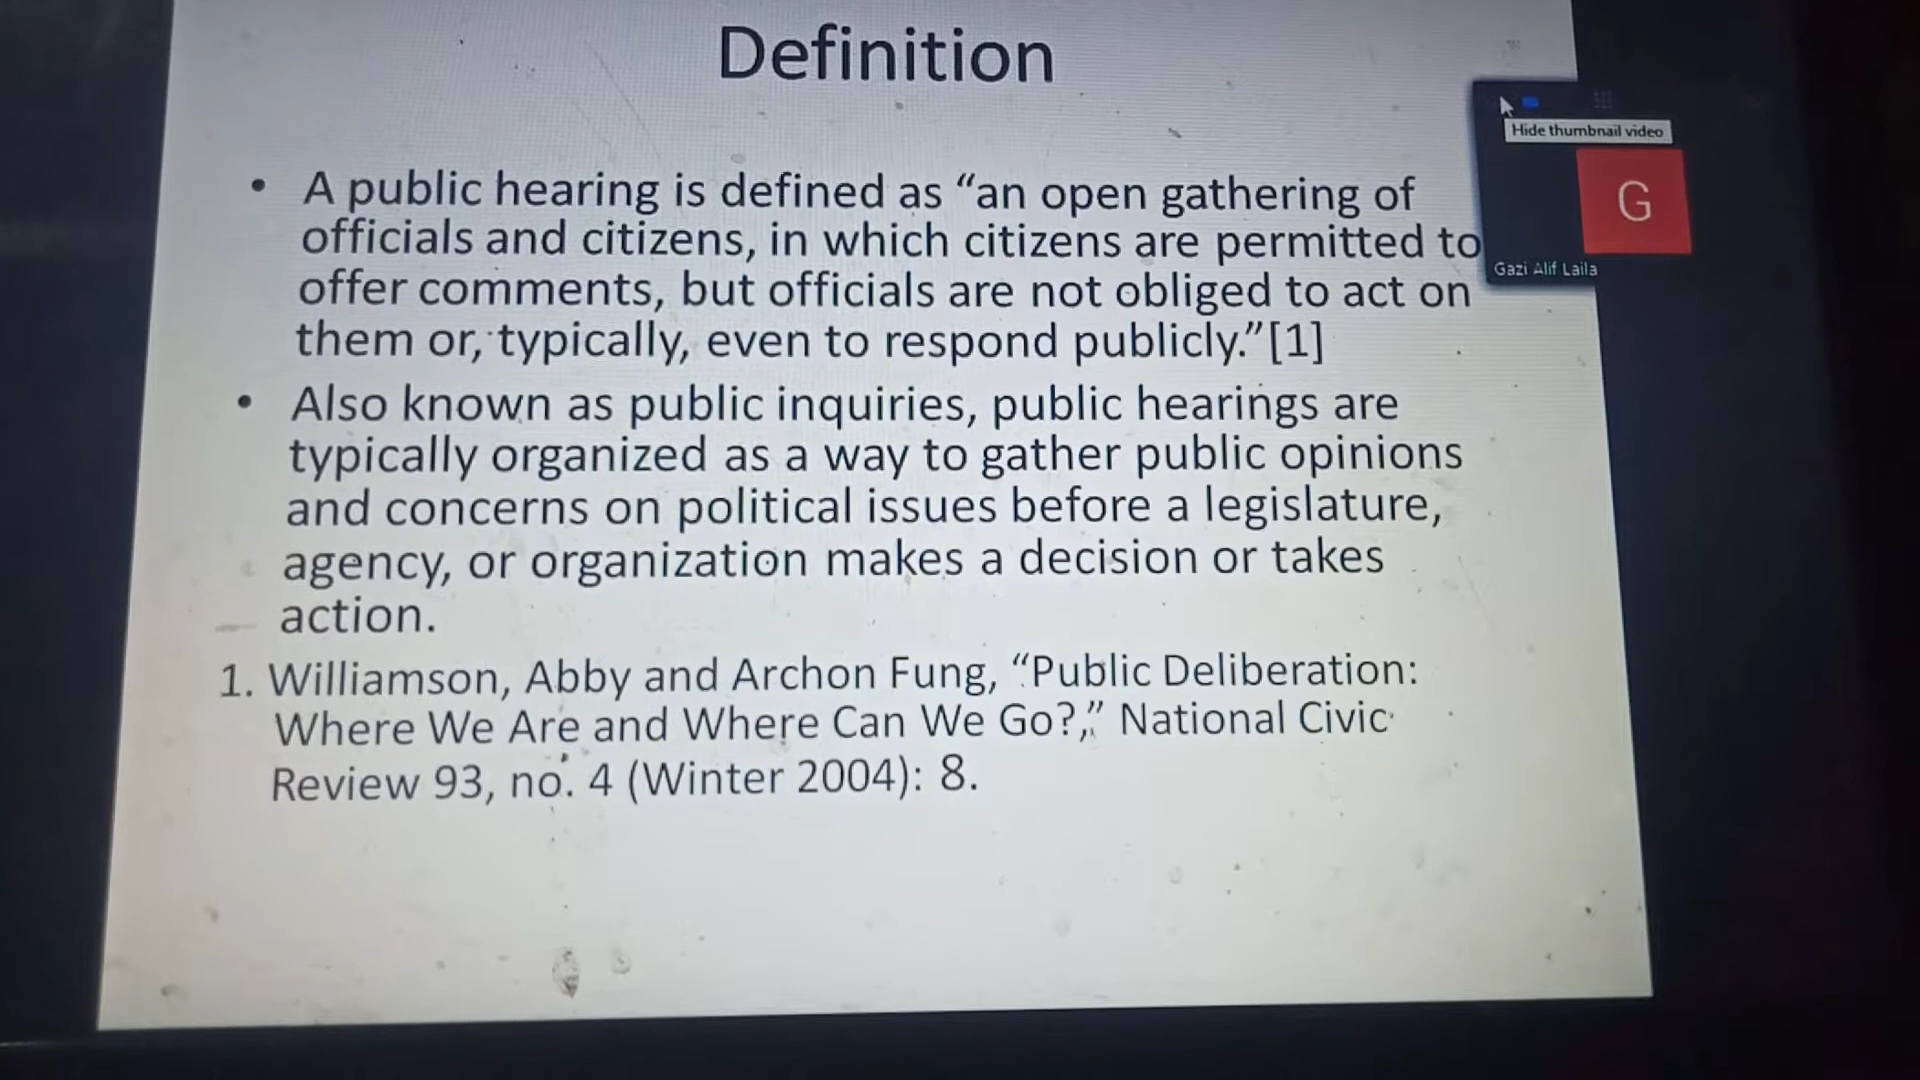 Definition
Hide thumbnail video
G
Gazi Alif Laila
• A public hearing is defined as “an open gathering of
officials and citizens, in which citizens are permitted to
offer comments, but officials are not obliged to act on
them or, typically, even to respond publicly.”[1]
• Also known as public inquiries, public hearings are
typically organized as a way to gather public opinions
and concerns on political issues before a legislature,
agency, or organization makes a decision or takes
action.
1. Williamson, Abby and Archon Fung, “Public Deliberation:
Where We Are and Where Can We Go?,” National Civic
Review 93, no. 4 (Winter 2004): 8.